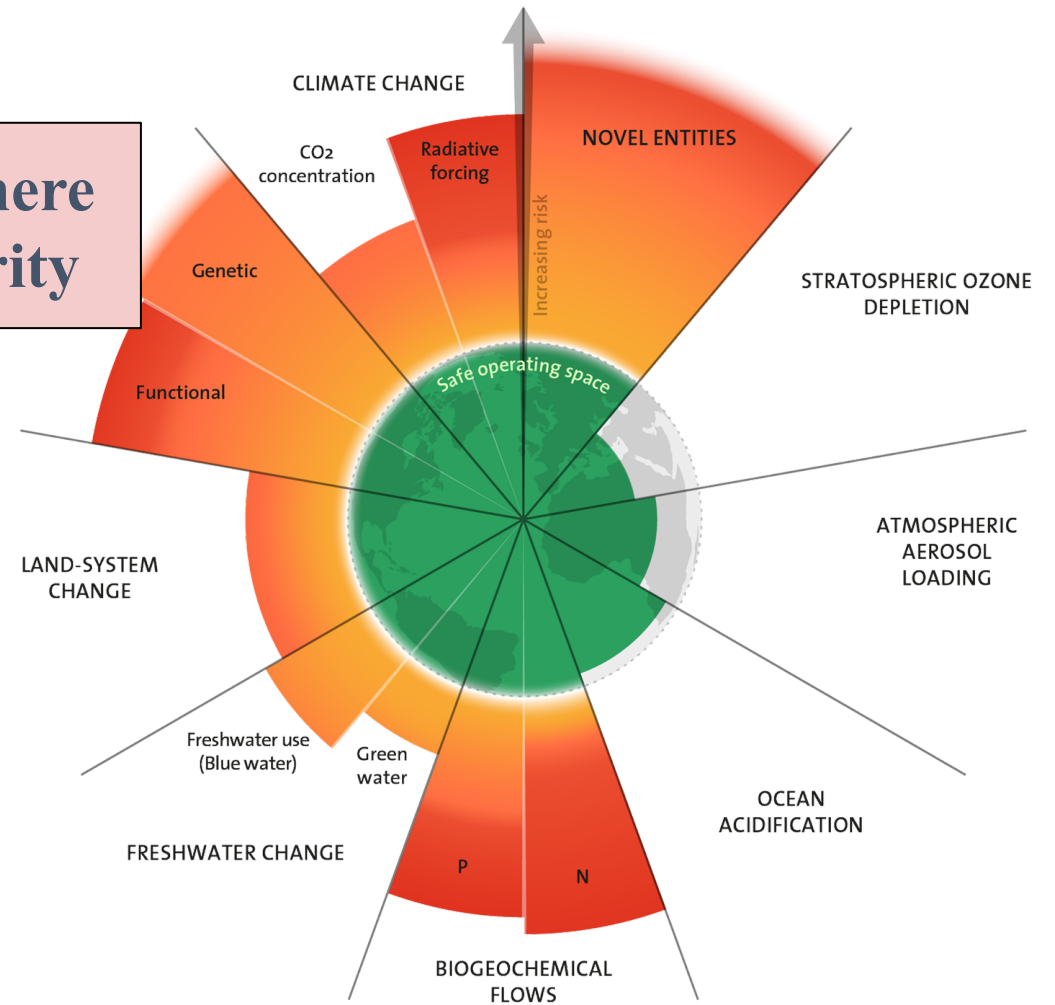 CLIMATE CHANGE
CO2
concentration
Radiative
forcing
NOVEL ENTITIES
Increasing risk
Genetic
Functional
Safe operating space
STRATOSPHERIC OZONE
DEPLETION
ATMOSPHERIC
AEROSOL
LOADING
LAND-SYSTEM
CHANGE
Freshwater use
(Blue water)
Green
water
FRESHWATER CHANGE
P
N
OCEAN
ACIDIFICATION
BIOGEOCHEMICAL
FLOWS